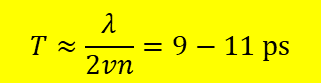 T ≈ λ / 2vn = 9 − 11 ps